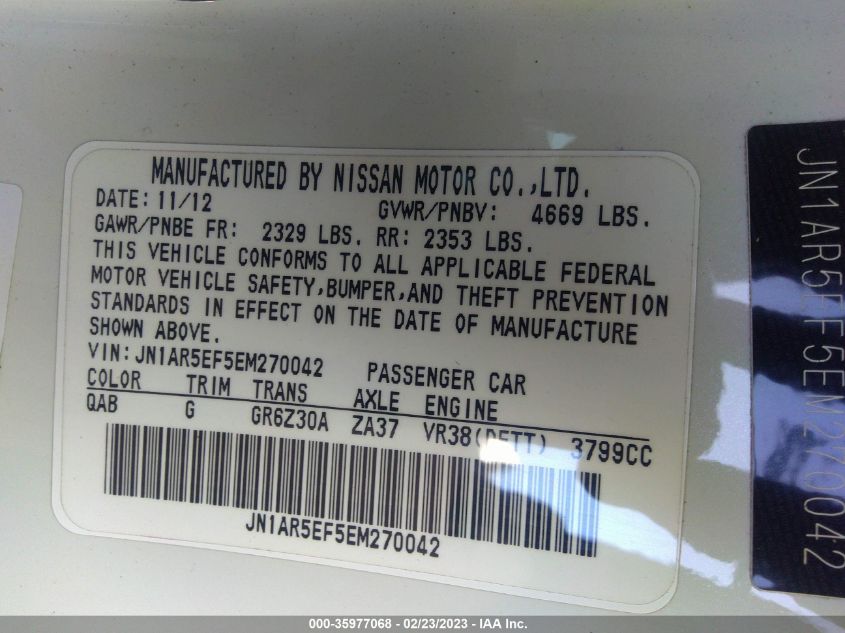 MANUFACTURED BY NISSAN MOTOR CO.,LTD.
DATE: 11/12 GVWR/PNBV: 4669 LBS.
GAWR/PNBE FR: 2329 LBS. RR: 2353 LBS.
THIS VEHICLE CONFORMS TO ALL APPLICABLE FEDERAL
MOTOR VEHICLE SAFETY,BUMPER,AND THEFT PREVENTION
STANDARDS IN EFFECT ON THE DATE OF MANUFACTURE
SHOWN ABOVE.
VIN:JN1AR5EF5EM270042 PASSENGER CAR
COLOR TRIM TRANS AXLE ENGINE
QAB G GR6Z30A ZA37 VR38(DETT) 3799CC
JN1AR5EF5EM270042
JN1AR5EF5EM270042
000-35977068 - 02/23/2023 - IAA Inc.